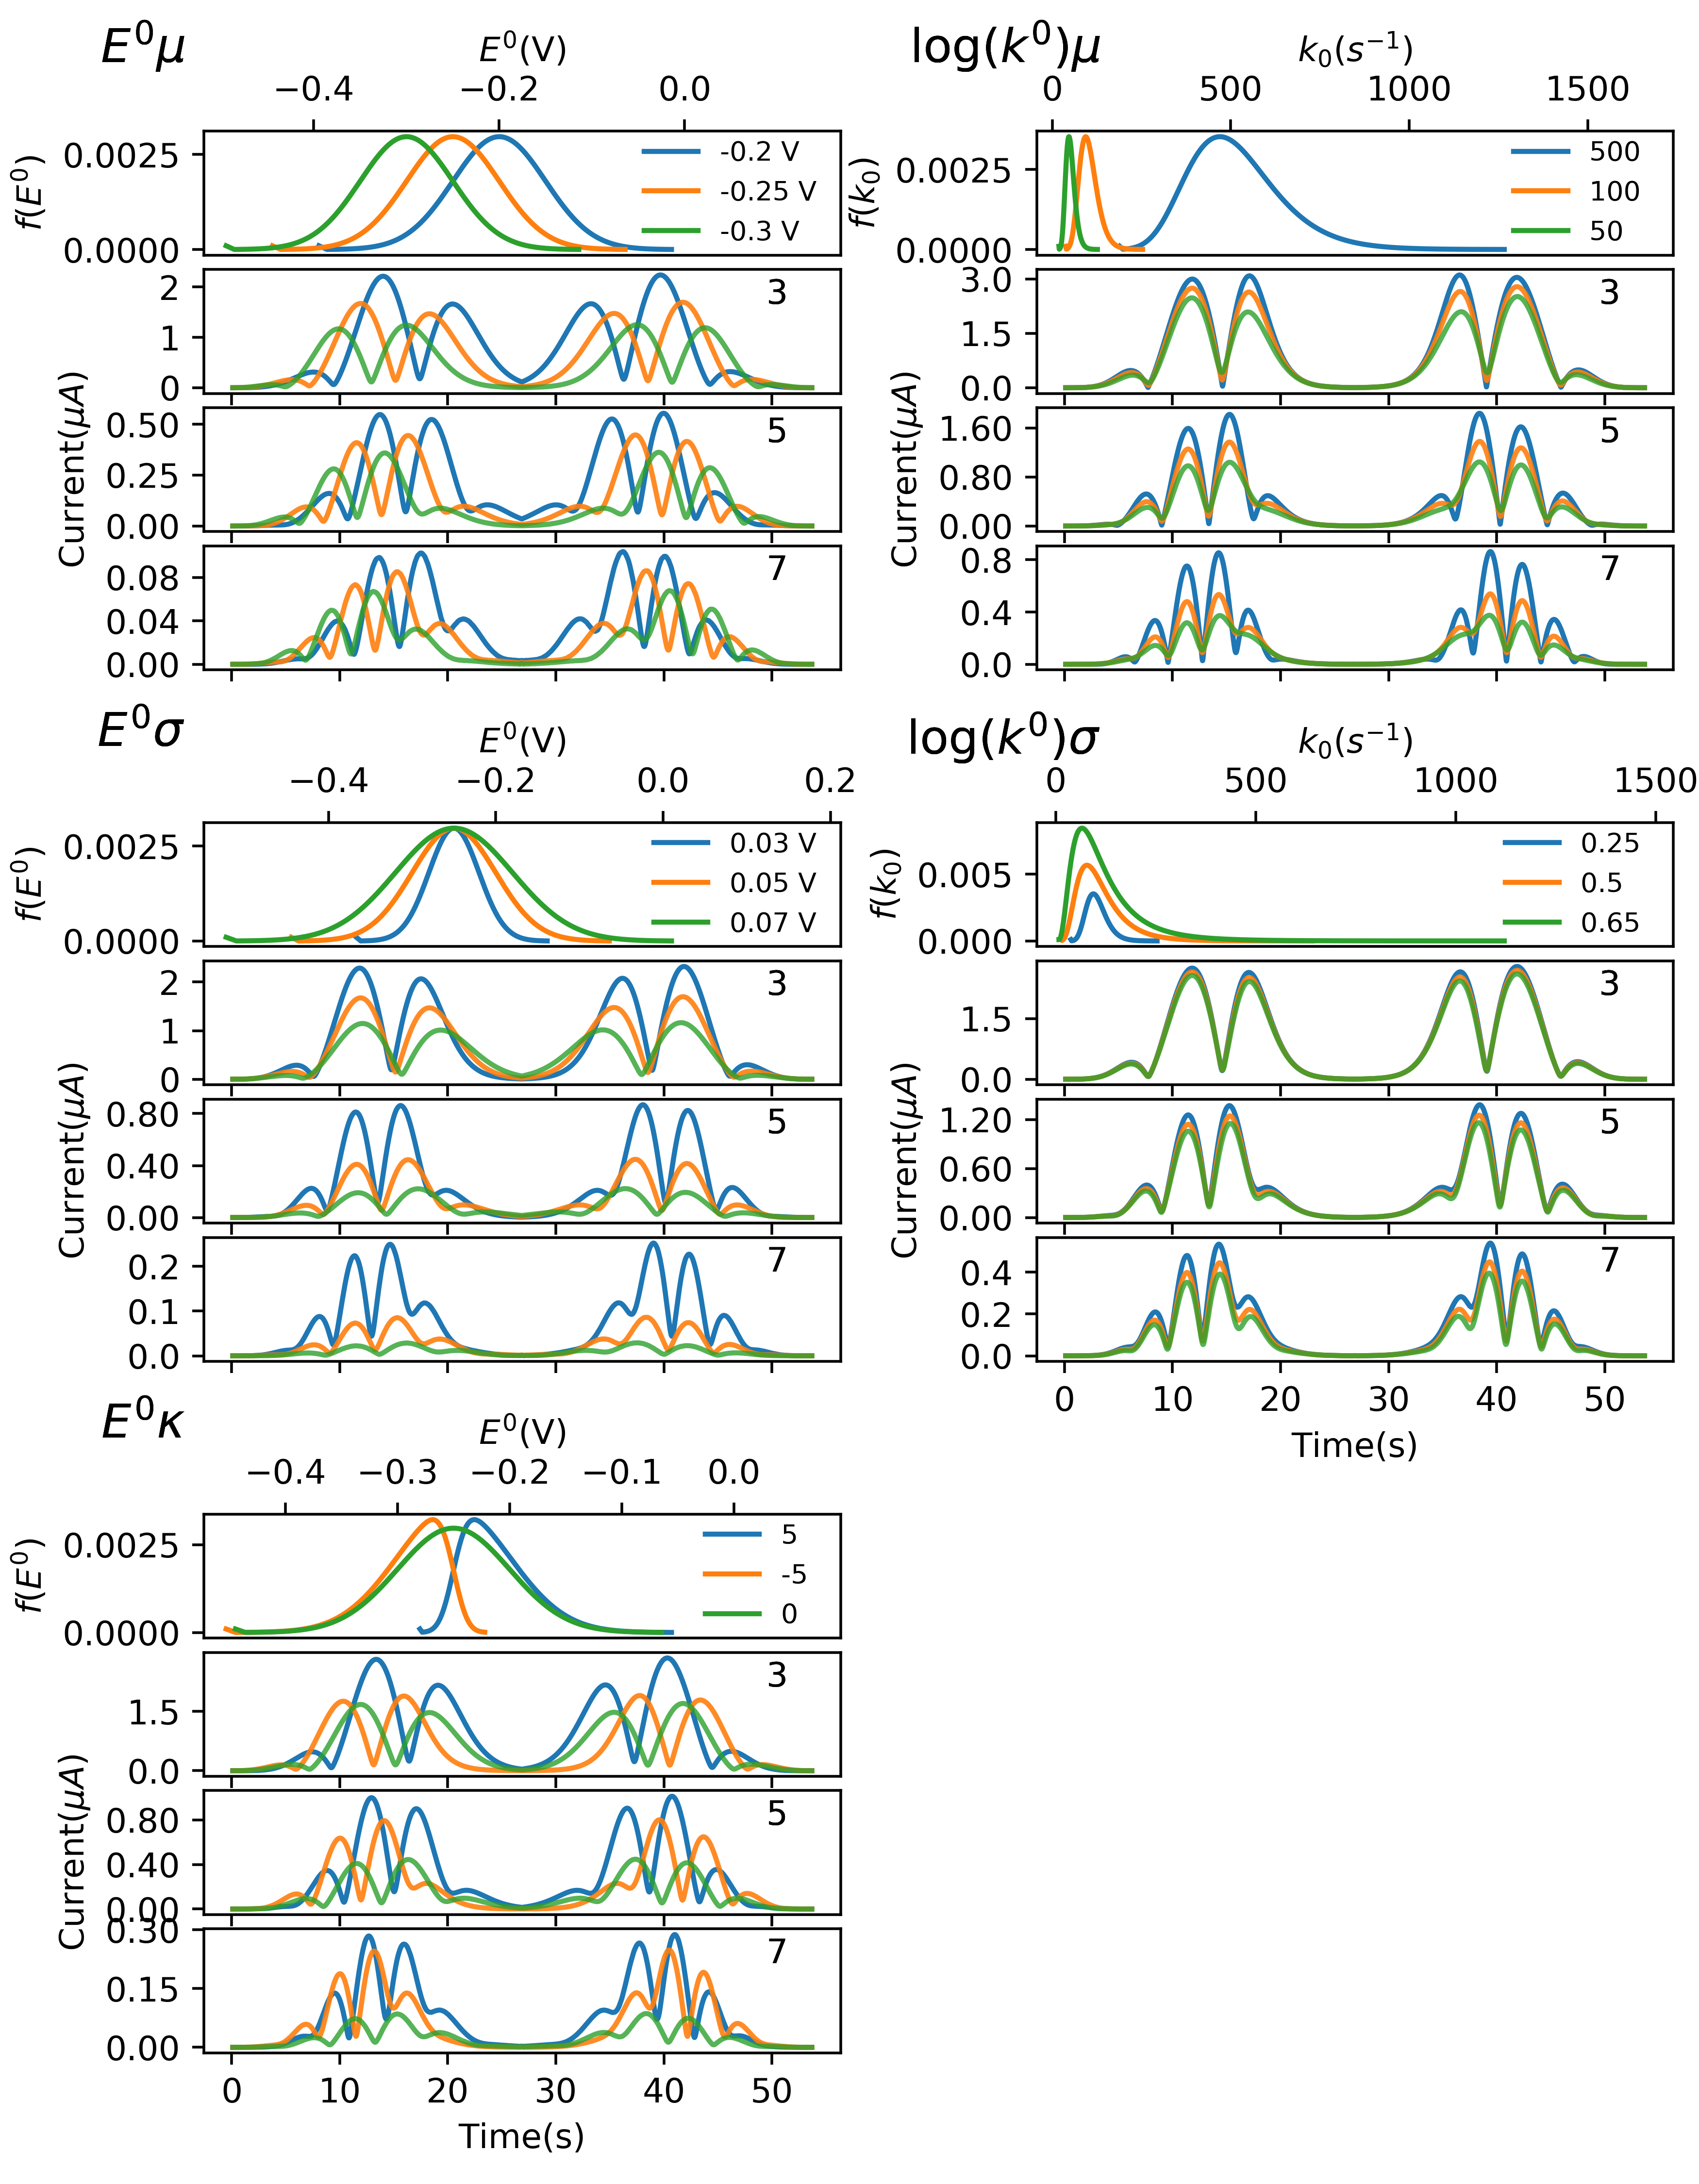 E⁰μ
E⁰(V)
−0.4 −0.2 0.0
f(E⁰)
0.0025
0.0000
-0.2 V
-0.25 V
-0.3 V
Current(μA)
2
1
0
3
0.50
0.25
0.00
5
0.08
0.04
0.00
7
log(k⁰)μ
k₀(s⁻¹)
0 500 1000 1500
f(k₀)
0.0025
0.0000
500
100
50
Current(μA)
3.0
1.5
0.0
3
1.60
0.80
0.00
5
0.8
0.4
0.0
7
E⁰σ
E⁰(V)
−0.4 −0.2 0.0 0.2
f(E⁰)
0.0025
0.0000
0.03 V
0.05 V
0.07 V
Current(μA)
2
1
0
3
0.80
0.40
0.00
5
0.2
0.1
0.0
7
log(k⁰)σ
k₀(s⁻¹)
0 500 1000 1500
f(k₀)
0.005
0.000
0.25
0.5
0.65
Current(μA)
1.5
0.0
3
1.20
0.60
0.00
5
0.4
0.2
0.0
7
0 10 20 30 40 50
Time(s)
E⁰κ
E⁰(V)
−0.4 −0.3 −0.2 −0.1 0.0
f(E⁰)
0.0025
0.0000
5
-5
0
Current(μA)
1.5
0.0
3
0.80
0.40
0.00
5
0.30
0.15
0.00
7
0 10 20 30 40 50
Time(s)